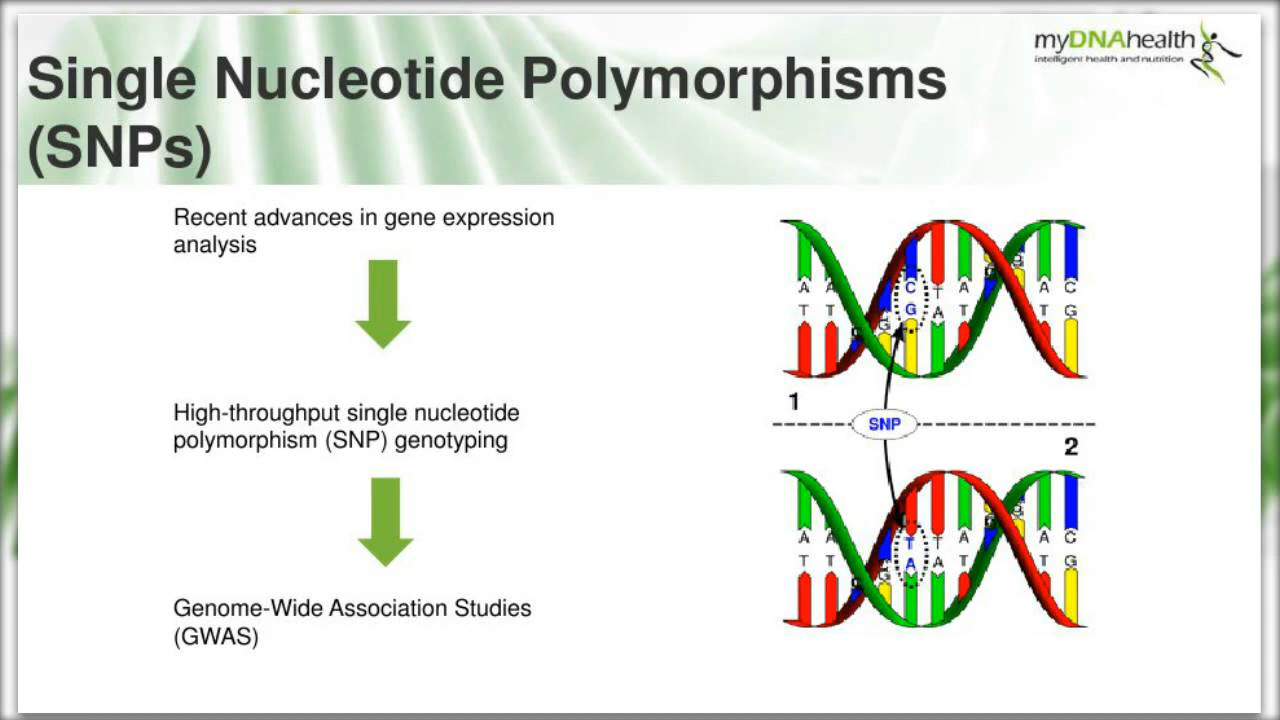 myDNAhealth
intelligent health and nutrition
Single Nucleotide Polymorphisms
(SNPs)
Recent advances in gene expression
analysis
High-throughput single nucleotide
polymorphism (SNP) genotyping
Genome-Wide Association Studies
(GWAS)
A A C T A G A C
T T G G A T T G
1
SNP
2
A A T T A G A C
T T G A A T T G